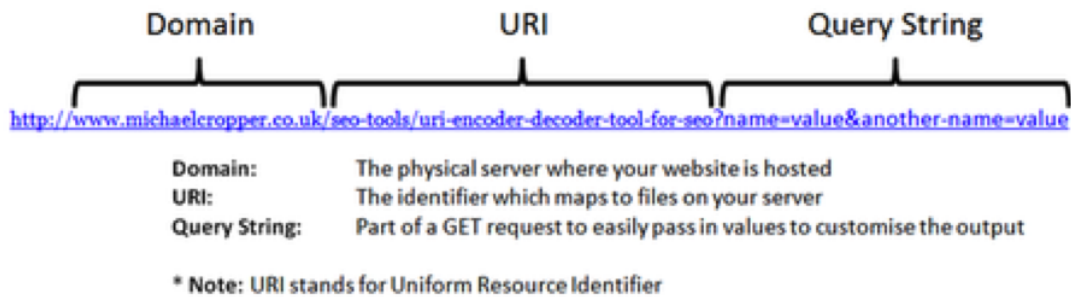 Domain URI Query String
http://www.michaelcropper.co.uk/seo-tools/uri-encoder-decoder-tool-for-seo?name=value&another-name=value
Domain: The physical server where your website is hosted
URI: The identifier which maps to files on your server
Query String: Part of a GET request to easily pass in values to customise the output
* Note: URI stands for Uniform Resource Identifier